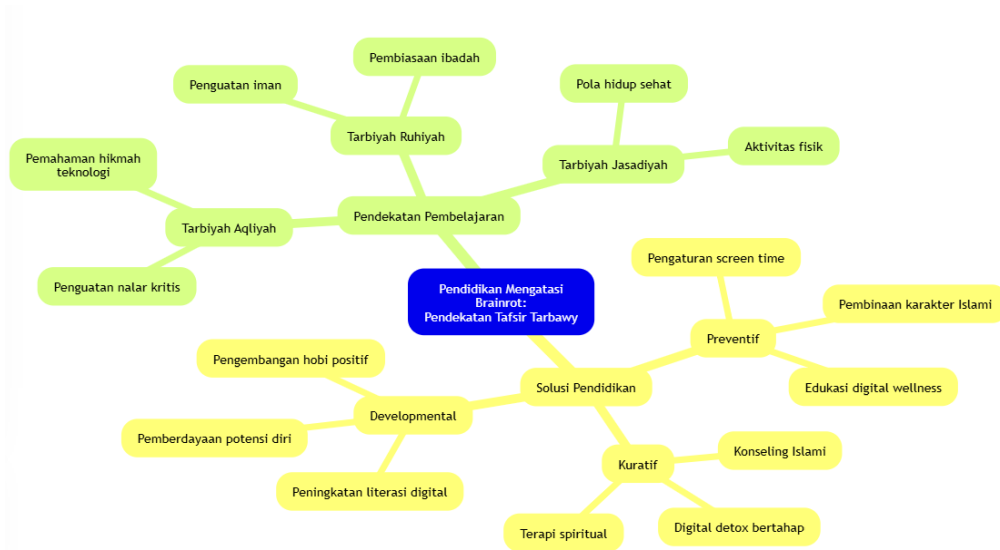 Pembiasaan ibadah
Penguatan iman
Pola hidup sehat
Tarbiyah Ruhiyah
Aktivitas fisik
Pemahaman hikmah
teknologi
Tarbiyah Jasadiyah
Pendekatan Pembelajaran
Tarbiyah Aqliyah
Penguatan nalar kritis
Pengaturan screen time
Pendidikan Mengatasi
Brainrot:
Pendekatan Tafsir Tarbawy
Pembinaan karakter Islami
Preventif
Pengembangan hobi positif
Solusi Pendidikan
Edukasi digital wellness
Developmental
Pemberdayaan potensi diri
Konseling Islami
Kuratif
Peningkatan literasi digital
Terapi spiritual
Digital detox bertahap